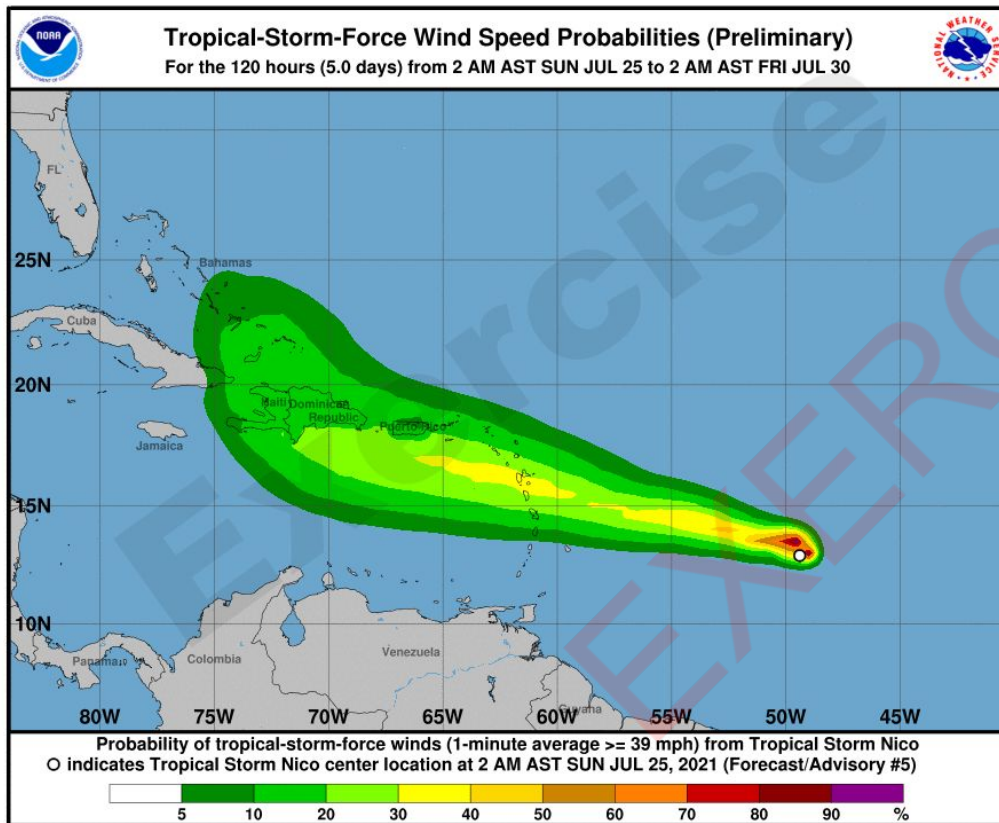 NOAA
NATIONAL WEATHER SERVICE
Tropical-Storm-Force Wind Speed Probabilities (Preliminary)
For the 120 hours (5.0 days) from 2 AM AST SUN JUL 25 to 2 AM AST FRI JUL 30
FL
Exercise
25N
Bahamas
Cuba
EXERC
20N
Haiti
Dominican
Republic
Puerto Rico
Jamaica
15N
10N
Panama
Colombia
Venezuela
Guyana
80W 75W 70W 65W 60W 55W 50W 45W
Probability of tropical-storm-force winds (1-minute average >= 39 mph) from Tropical Storm Nico
O indicates Tropical Storm Nico center location at 2 AM AST SUN JUL 25, 2021 (Forecast/Advisory #5)
5 10 20 30 40 50 60 70 80 90 %